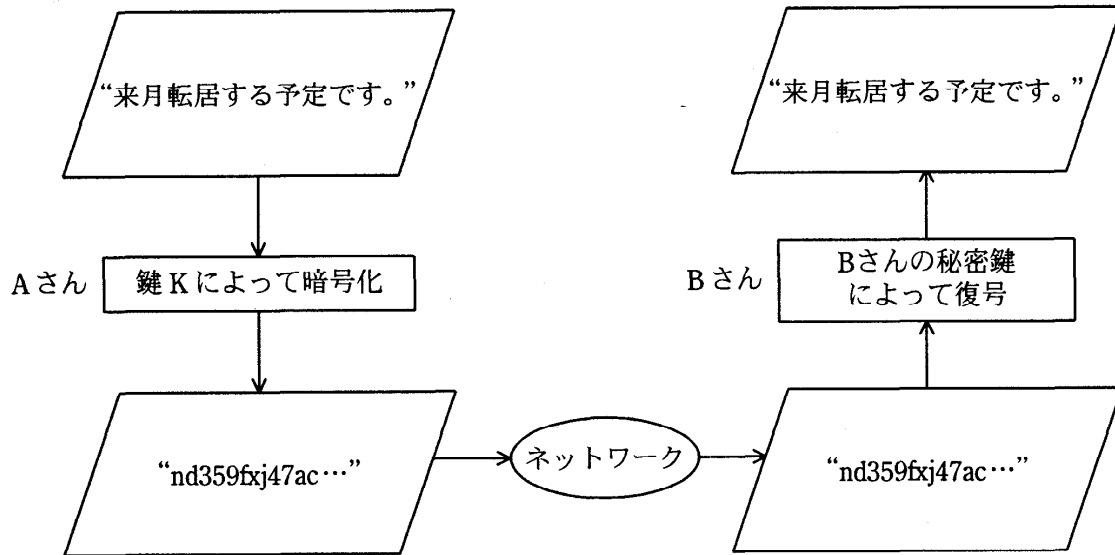 “来月転居する予定です。”
Aさん
鍵Kによって暗号化
“nd359fxj47ac…”
ネットワーク
“来月転居する予定です。”
Bさん
Bさんの秘密鍵
によって復号
“nd359fxj47ac…”